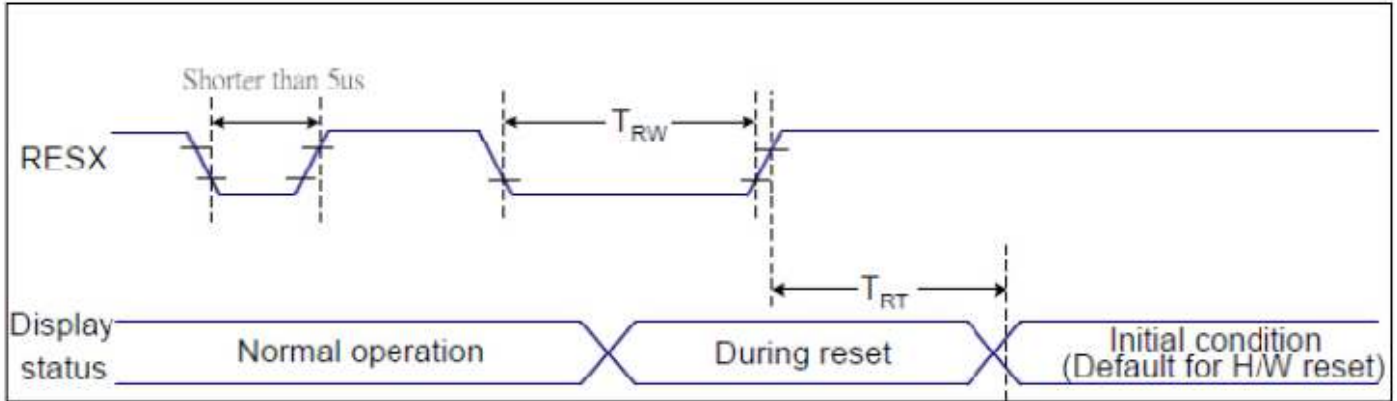 Shorter than 5us
RESX
TRW
TRT
Display
status
Normal operation
During reset
Initial condition
(Default for H/W reset)